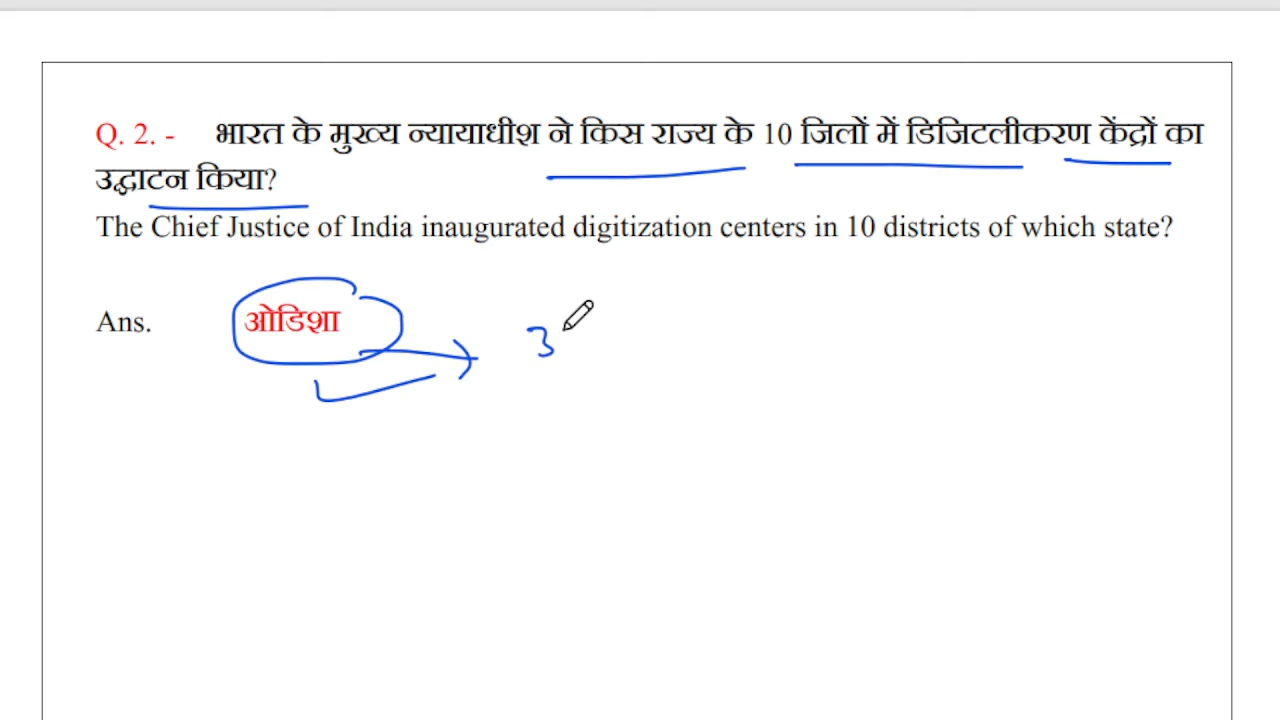 Q. 2. - भारत के मुख्य न्यायाधीश ने किस राज्य के 10 जिलों में डिजिटलीकरण केंद्रों का
उद्घाटन किया?
The Chief Justice of India inaugurated digitization centers in 10 districts of which state?
Ans. ओडिशा
3